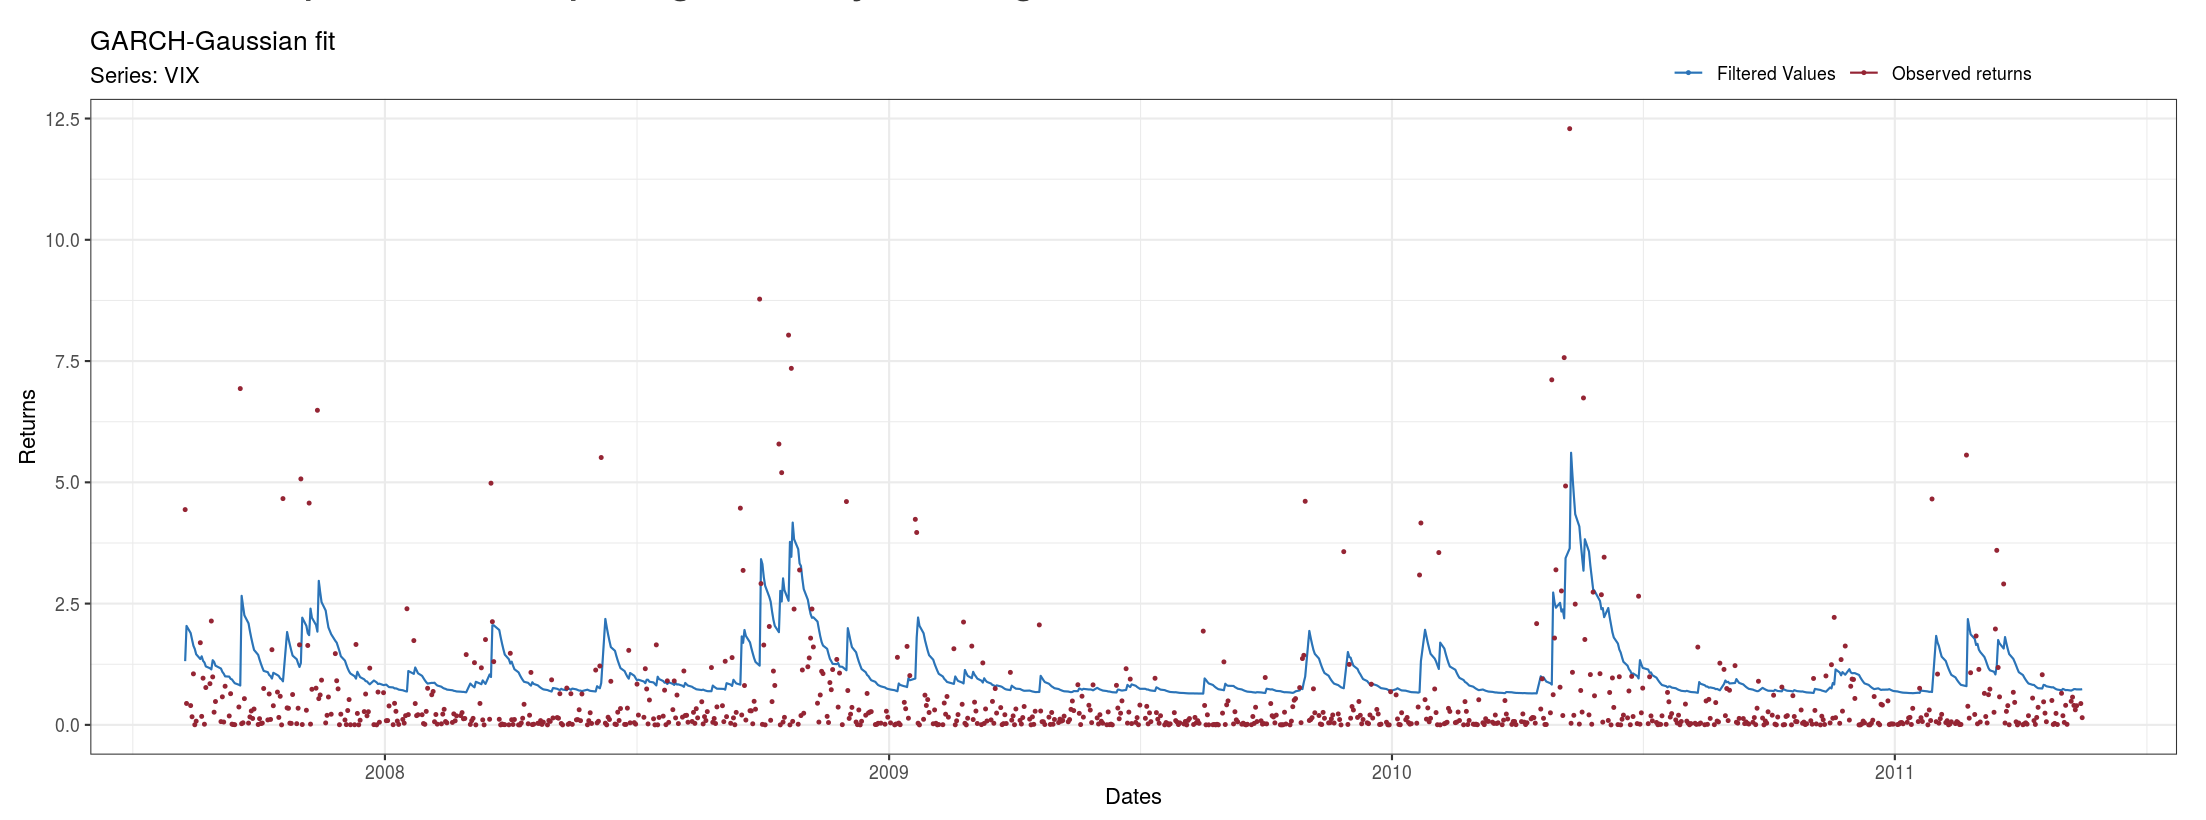 GARCH-Gaussian fit
Series: VIX
Filtered Values
Observed returns
12.5
10.0
7.5
5.0
2.5
0.0
Returns
2008
2009
2010
2011
Dates